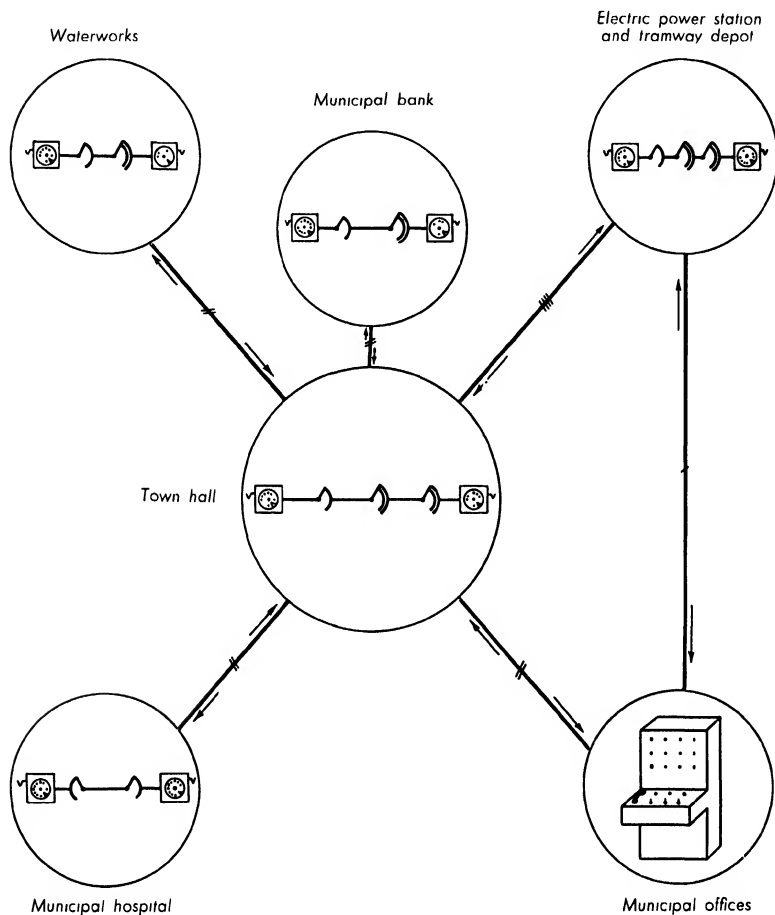 Waterworks
Electric power station
and tramway depot
Municipal bank
Town hall
Municipal hospital
Municipal offices